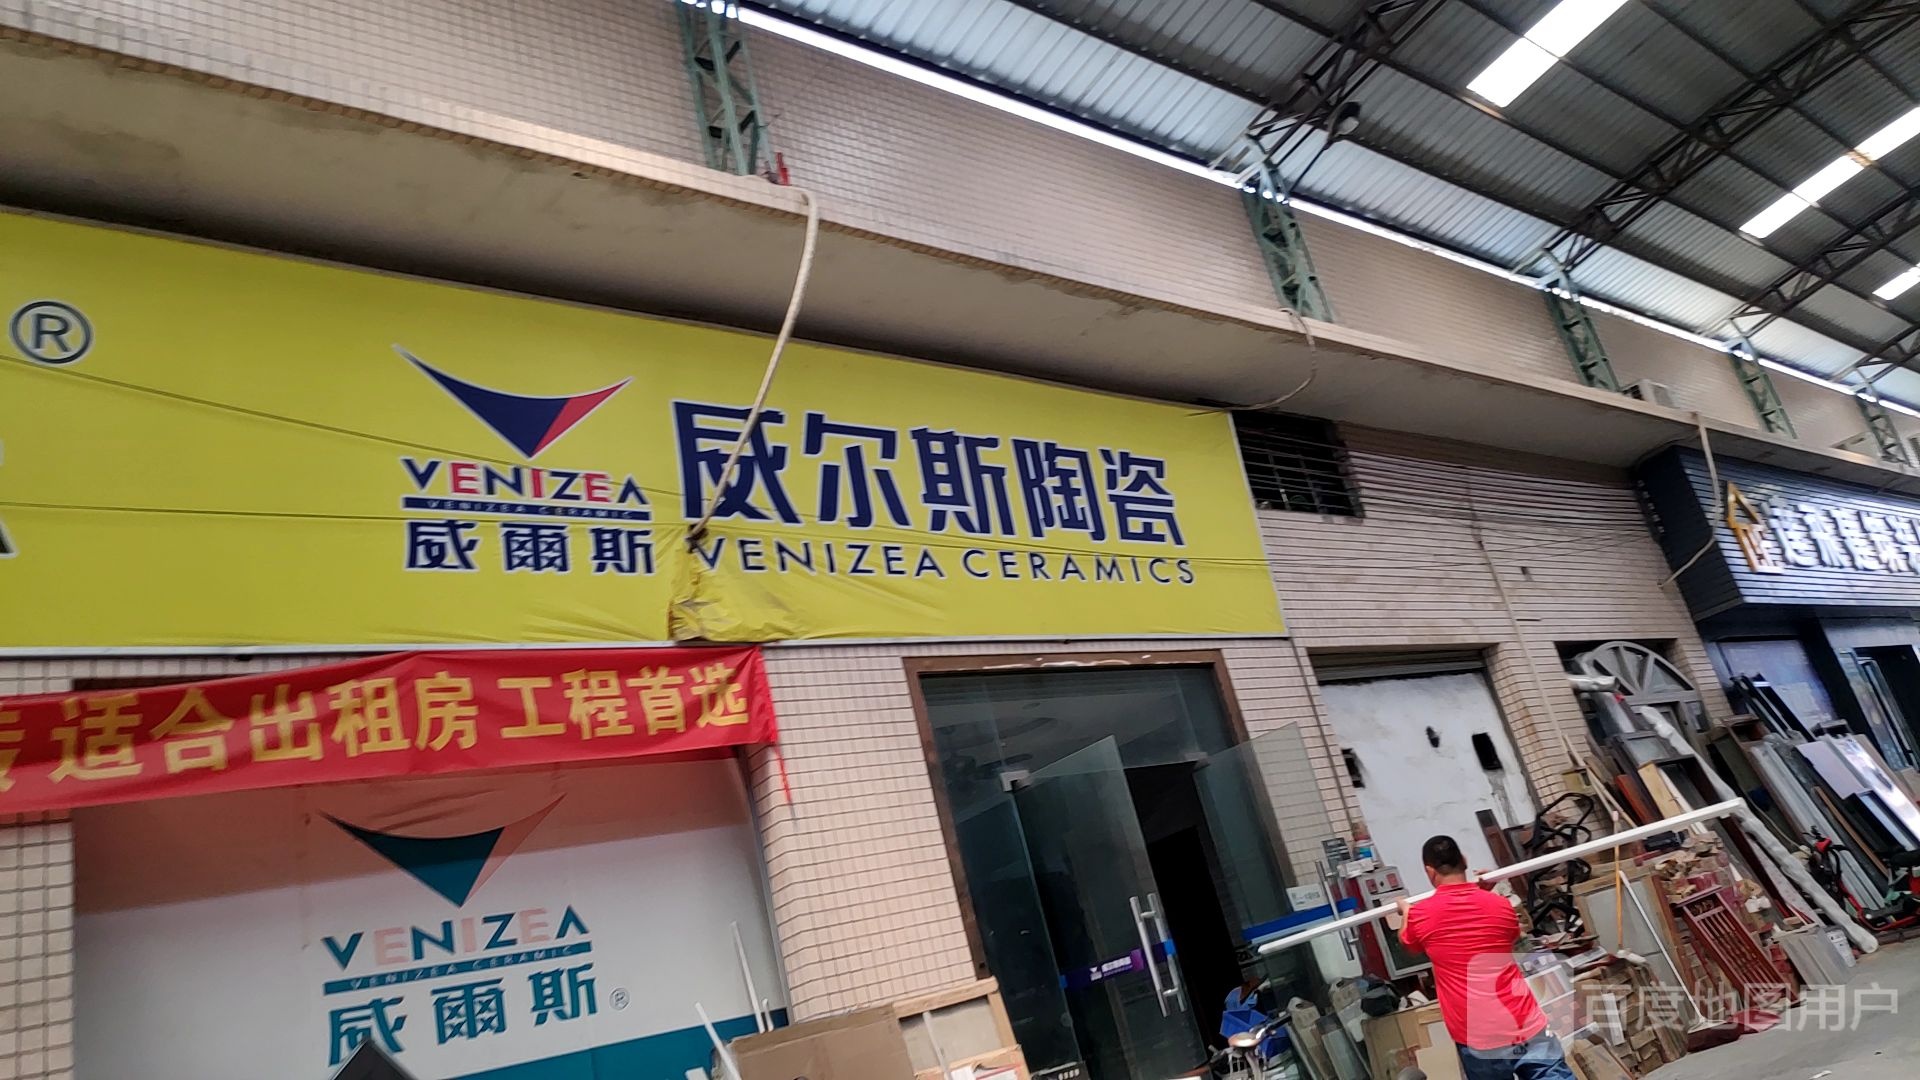 ®
VENIZEA
VENIZEA CERAMIC
威爾斯
威尔斯陶瓷
VENIZEA CERAMICS
适合出租房 工程首选
VENIZEA
VENIZEA CERAMIC
威爾斯®
百度地图用户